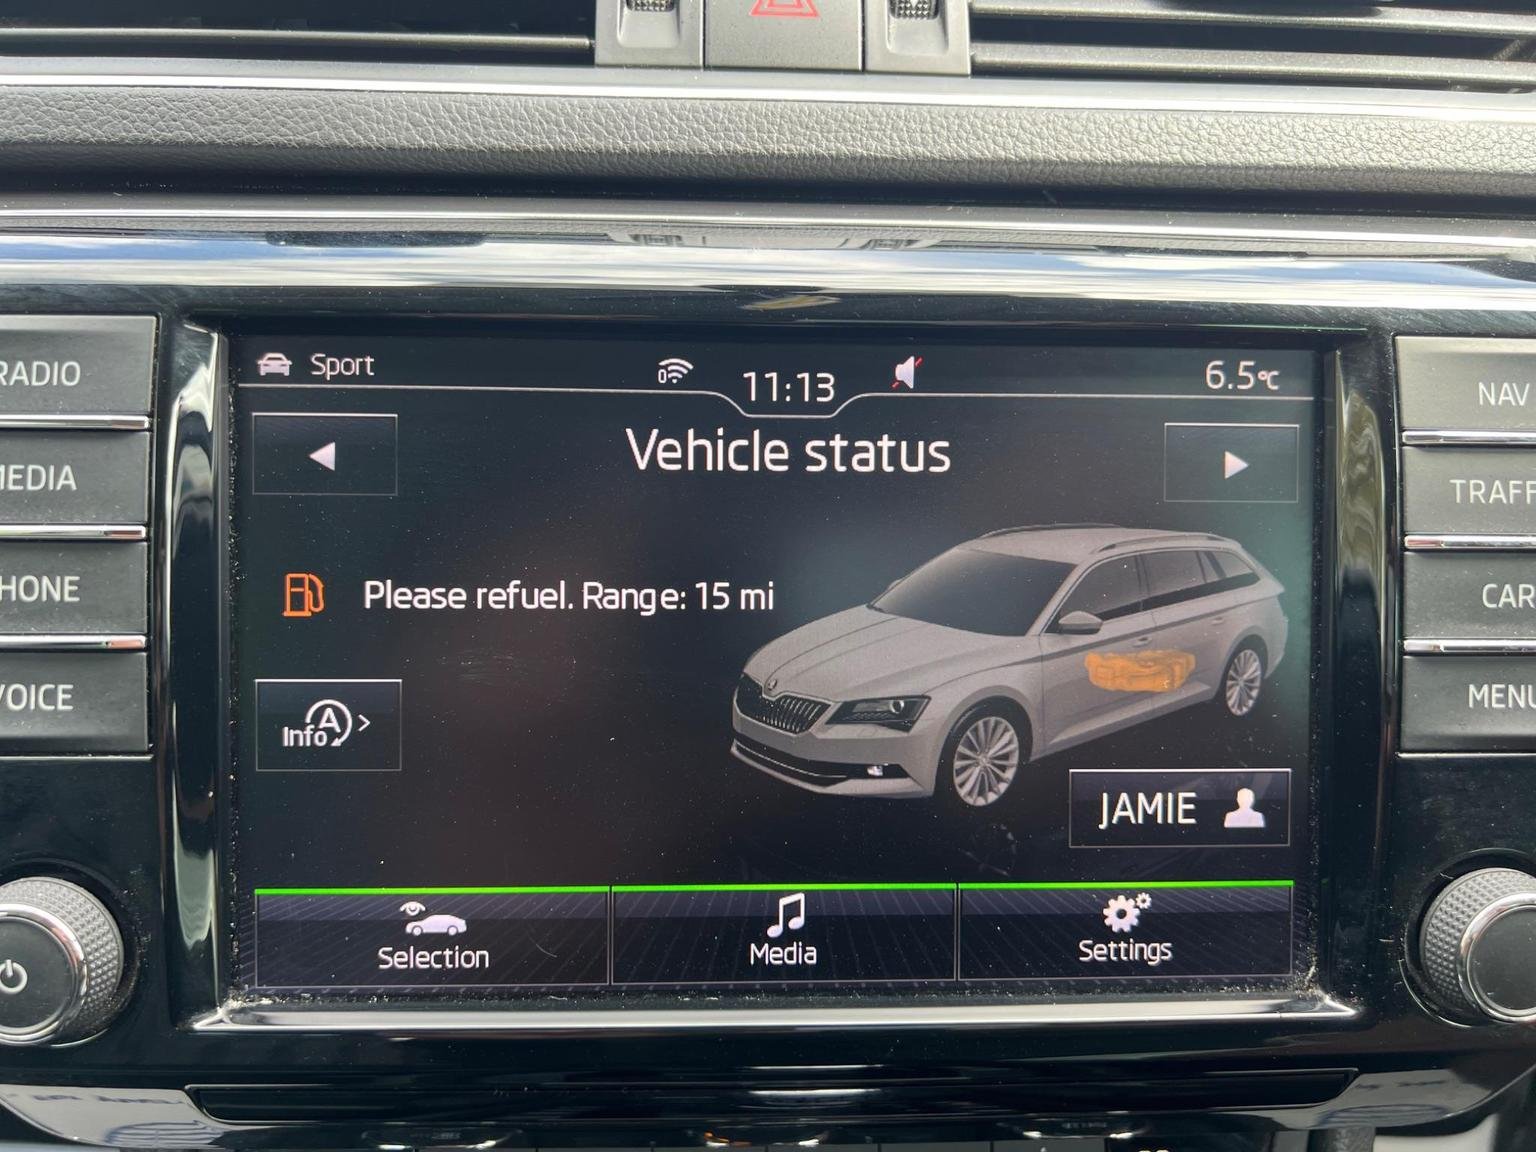 RADIO
MEDIA
PHONE
VOICE
Sport
0
11:13
6.5°C
Vehicle status
Please refuel. Range: 15 mi
Info A
JAMIE
Selection
Media
Settings
NAV
TRAFF
CAR
MENU